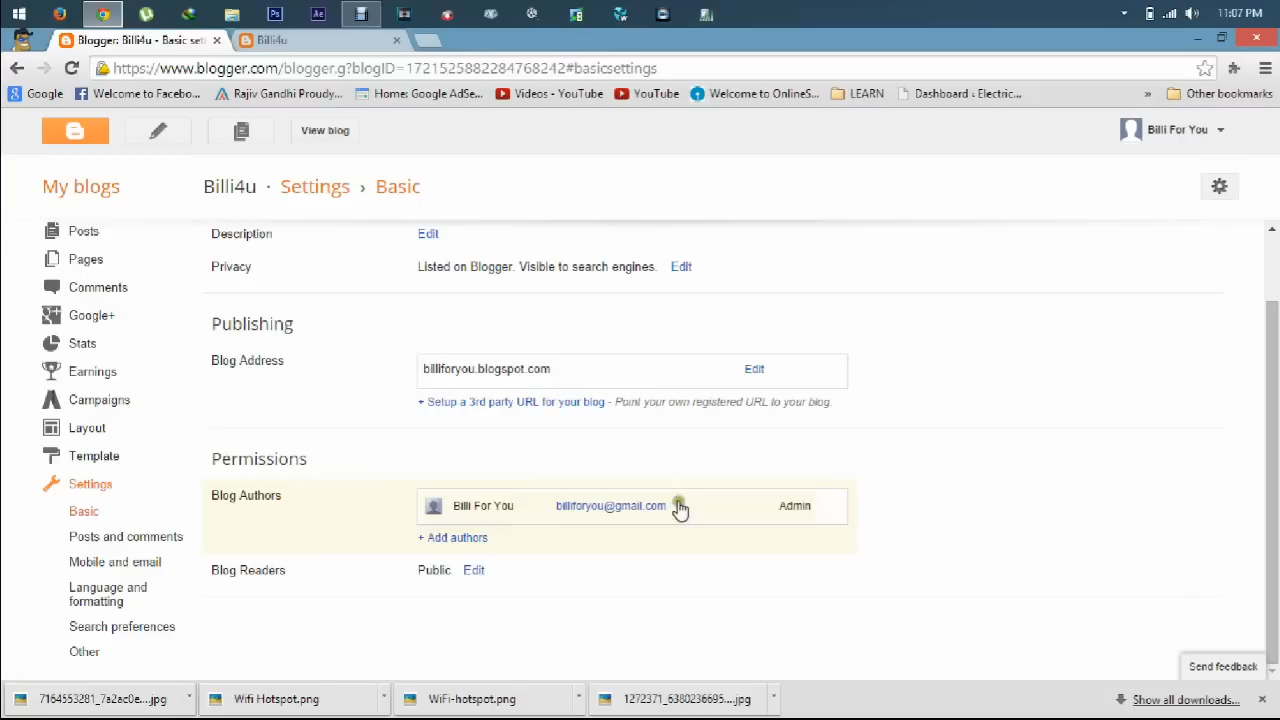 11:07 PM
Blogger: Billi4u - Basic set
Billi4u
https://www.blogger.com/blogger.g?blogID=1721525882284768242#basicsettings
Google
Welcome to Facebo...
Rajiv Gandhi Proudy...
Home: Google AdSe...
Videos - YouTube
YouTube
Welcome to OnlineS...
LEARN
Dashboard ‹ Electric...
»
Other bookmarks
View blog
Billi For You
My blogs
Billi4u · Settings › Basic
Posts
Pages
Comments
Google+
Stats
Earnings
Campaigns
Layout
Template
Settings
Basic
Posts and comments
Mobile and email
Language and
formatting
Search preferences
Other
Description Edit
Privacy Listed on Blogger. Visible to search engines. Edit
Publishing
Blog Address billiforyou.blogspot.com Edit
+ Setup a 3rd party URL for your blog - Point your own registered URL to your blog.
Permissions
Blog Authors
Billi For You billiforyou@gmail.com Admin
+ Add authors
Blog Readers Public Edit
Send feedback
7164553281_7a2ac0e....jpg
Wifi Hotspot.png
WiFi-hotspot.png
1272371_6380236695...jpg
Show all downloads...